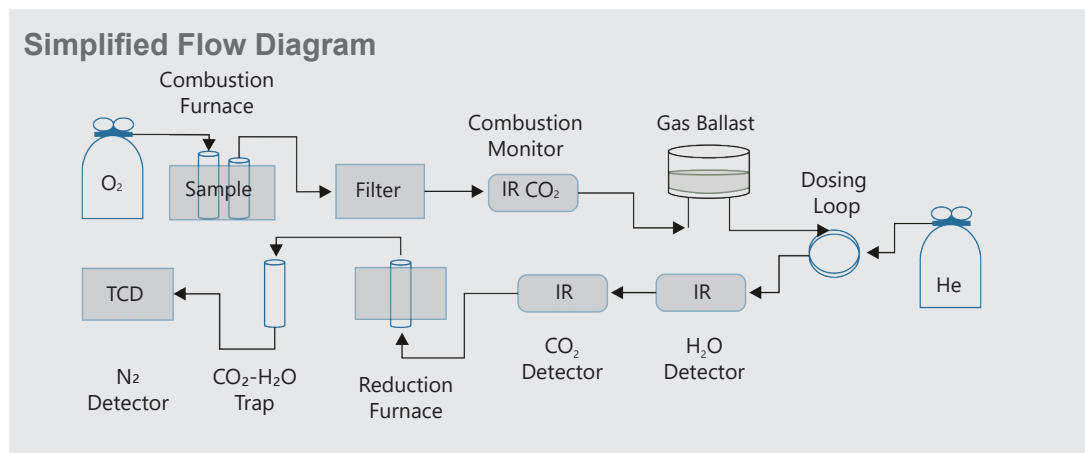 Simplified Flow Diagram
Combustion
Furnace
O₂
Sample
Filter
Combustion
Monitor
IR CO₂
Gas Ballast
Dosing
Loop
He
TCD
IR
IR
N2
Detector
CO₂-H₂O
Trap
Reduction
Furnace
CO₂
Detector
H₂O
Detector